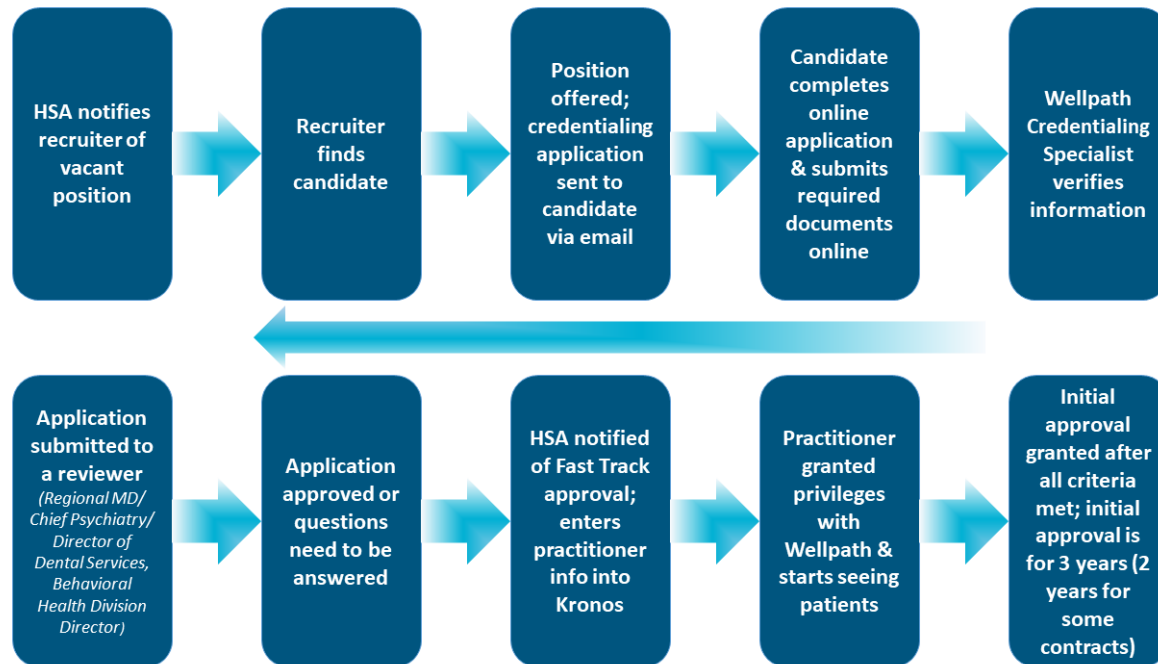 HSA notifies
recruiter of
vacant
position
Recruiter
finds
candidate
Position
offered;
credentialing
application
sent to
candidate
via email
Candidate
completes
online
application
& submits
required
documents
online
Wellpath
Credentialing
Specialist
verifies
information
Application
submitted to
a reviewer
(Regional MD/
Chief Psychiatry/
Director of
Dental Services,
Behavioral
Health Division
Director)
Application
approved or
questions
need to be
answered
HSA notified
of Fast Track
approval;
enters
practitioner
info into
Kronos
Practitioner
granted
privileges
with
Wellpath &
starts seeing
patients
Initial
approval
granted after
all criteria
met; initial
approval is
for 3 years (2
years for
some
contracts)